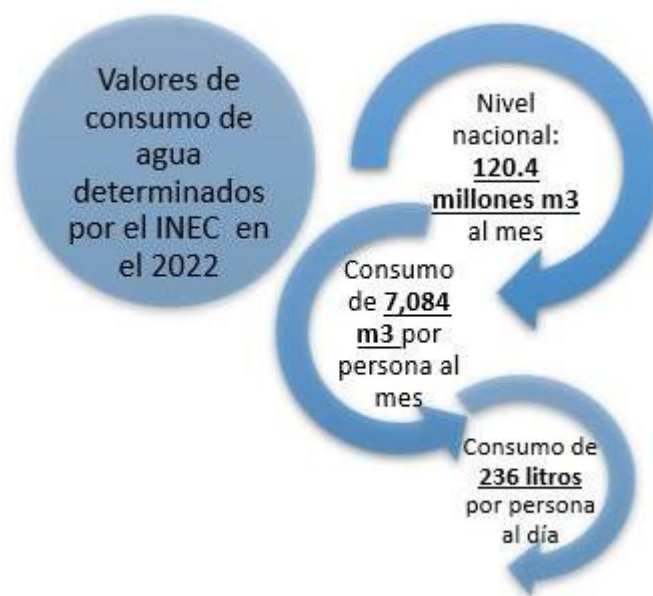 Valores de
consumo de
agua
determinados
por el INEC en
el 2022
Nivel
nacional:
120.4
millones m3
al mes
Consumo
de 7,084
m3 por
persona al
mes
Consumo de
236 litros
por persona
al día